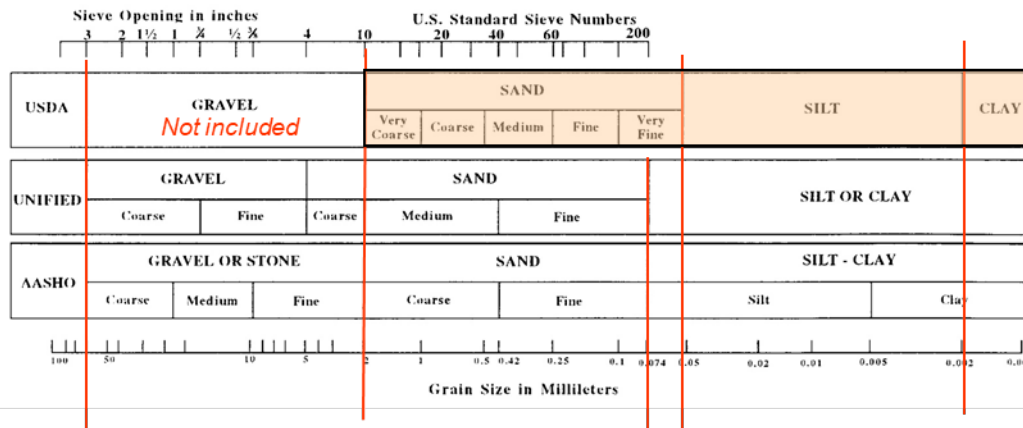 Sieve Opening in inches
U.S. Standard Sieve Numbers
3 2 1½ 1 ¾ ½ ⅜ 4 10 20 40 60 200
USDA
GRAVEL
Not included
SAND
Very Coarse
Coarse
Medium
Fine
Very Fine
SILT
CLAY
UNIFIED
GRAVEL
SAND
SILT OR CLAY
Coarse
Fine
Coarse
Medium
Fine
AASHO
GRAVEL OR STONE
SAND
SILT - CLAY
Coarse
Medium
Fine
Coarse
Fine
Silt
Clay
100 50 10 5 2 1 0.5 0.42 0.25 0.1 0.074 0.05 0.02 0.01 0.005 0.002
Grain Size in Millileters